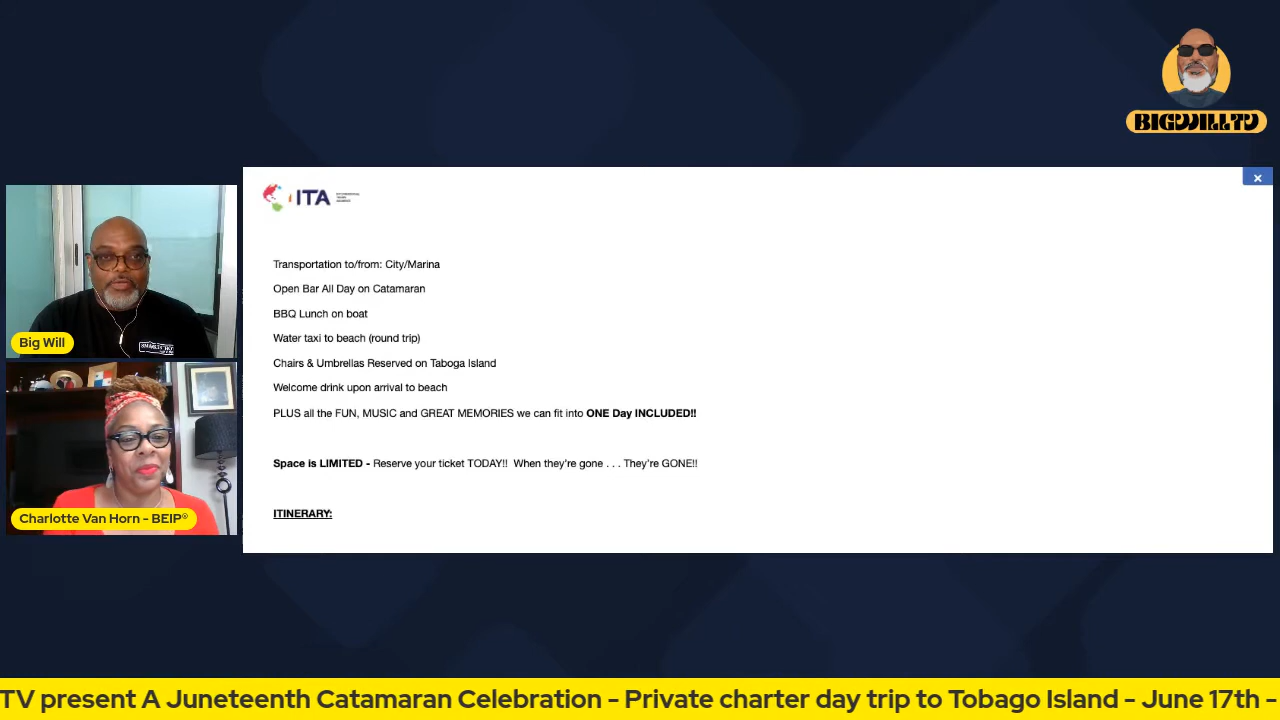 BIGWILLTV
ITA
×
Transportation to/from: City/Marina
Open Bar All Day on Catamaran
BBQ Lunch on boat
Water taxi to beach (round trip)
Chairs & Umbrellas Reserved on Taboga Island
Welcome drink upon arrival to beach
PLUS all the FUN, MUSIC and GREAT MEMORIES we can fit into ONE Day INCLUDED!!
Space is LIMITED - Reserve your ticket TODAY!! When they're gone . . . They're GONE!!
ITINERARY:
Big Will
Charlotte Van Horn - BEIP®
TV present A Juneteenth Catamaran Celebration - Private charter day trip to Tobago Island - June 17th -